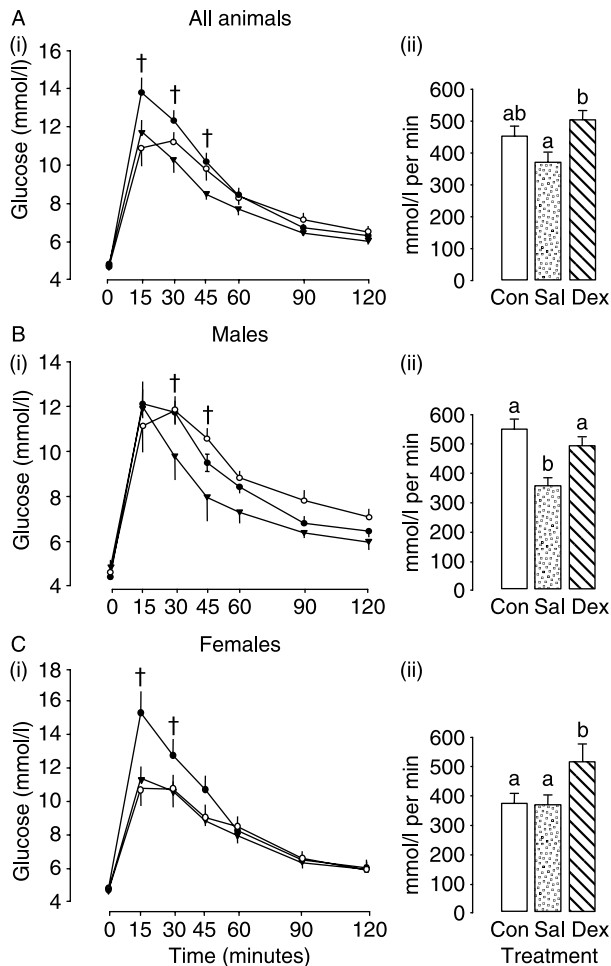 A All animals
(i) (ii)
Glucose (mmol/l)
16
14
12
10
8
6
4
† † †
0 15 30 45 60 90 120
mmol/l per min
600
500
400
300
200
100
0
ab a b
Con Sal Dex
B Males
(i) (ii)
Glucose (mmol/l)
14
12
10
8
6
4
† †
0 15 30 45 60 90 120
mmol/l per min
600
500
400
300
200
100
0
a b a
Con Sal Dex
C Females
(i) (ii)
Glucose (mmol/l)
18
16
14
12
10
8
6
4
† †
0 15 30 45 60 90 120
Time (minutes)
mmol/l per min
600
500
400
300
200
100
0
a a b
Con Sal Dex
Treatment